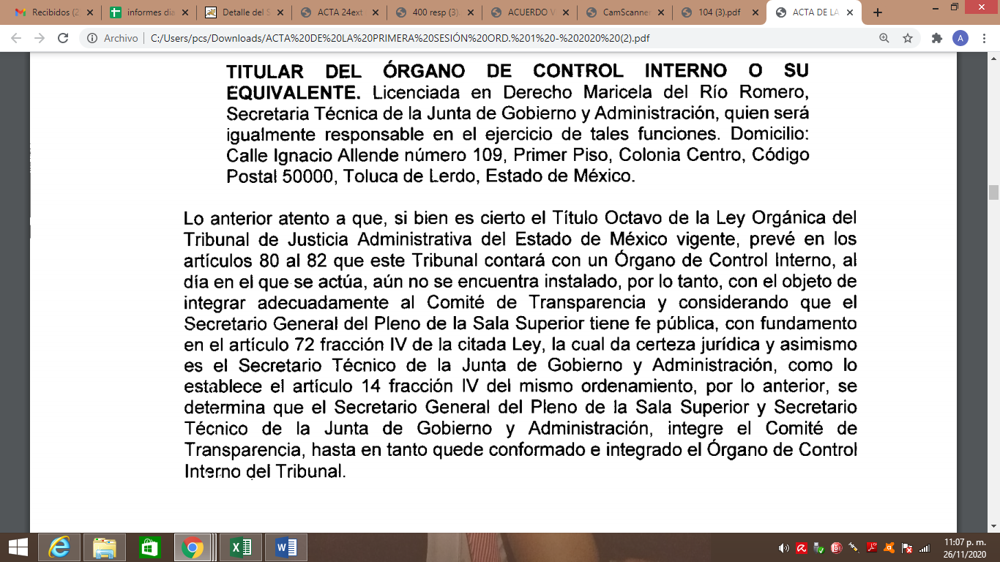 Recibidos (2
informes dia
Detalle del S
ACTA 24ext
400 resp (3)
ACUERDO V
CamScanner
104 (3).pdf
ACTA DE LA
Archivo
C:/Users/pcs/Downloads/ACTA%20DE%20LA%20PRIMERA%20SESIÓN%20ORD.%201%20-%202020%20(2).pdf
A
TITULAR DEL ÓRGANO DE CONTROL INTERNO O SU
EQUIVALENTE. Licenciada en Derecho Maricela del Río Romero,
Secretaria Técnica de la Junta de Gobierno y Administración, quien será
igualmente responsable en el ejercicio de tales funciones. Domicilio:
Calle Ignacio Allende número 109, Primer Piso, Colonia Centro, Código
Postal 50000, Toluca de Lerdo, Estado de México.
Lo anterior atento a que, si bien es cierto el Título Octavo de la Ley Orgánica del
Tribunal de Justicia Administrativa del Estado de México vigente, prevé en los
artículos 80 al 82 que este Tribunal contará con un Órgano de Control Interno, al
día en el que se actúa, aún no se encuentra instalado, por lo tanto, con el objeto de
integrar adecuadamente al Comité de Transparencia y considerando que el
Secretario General del Pleno de la Sala Superior tiene fe pública, con fundamento
en el artículo 72 fracción IV de la citada Ley, la cual da certeza jurídica y asimismo
es el Secretario Técnico de la Junta de Gobierno y Administración, como lo
establece el artículo 14 fracción IV del mismo ordenamiento, por lo anterior, se
determina que el Secretario General del Pleno de la Sala Superior y Secretario
Técnico de la Junta de Gobierno y Administración, integre el Comité de
Transparencia, hasta en tanto quede conformado e integrado el Órgano de Control
Interno del Tribunal.
11:07 p. m.
26/11/2020